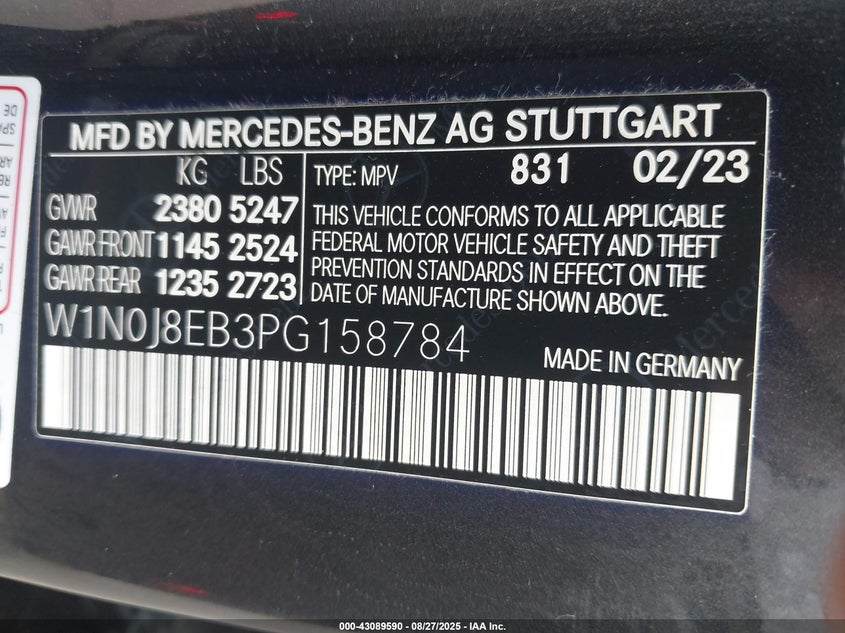 MFD BY MERCEDES-BENZ AG STUTTGART
KG LBS
GVWR 2380 5247
GAWR FRONT 1145 2524
GAWR REAR 1235 2723
TYPE: MPV 831 02/23
THIS VEHICLE CONFORMS TO ALL APPLICABLE
FEDERAL MOTOR VEHICLE SAFETY AND THEFT
PREVENTION STANDARDS IN EFFECT ON THE
DATE OF MANUFACTURE SHOWN ABOVE.
W1N0J8EB3PG158784
MADE IN GERMANY
000-43089590 - 08/27/2025 - IAA Inc.